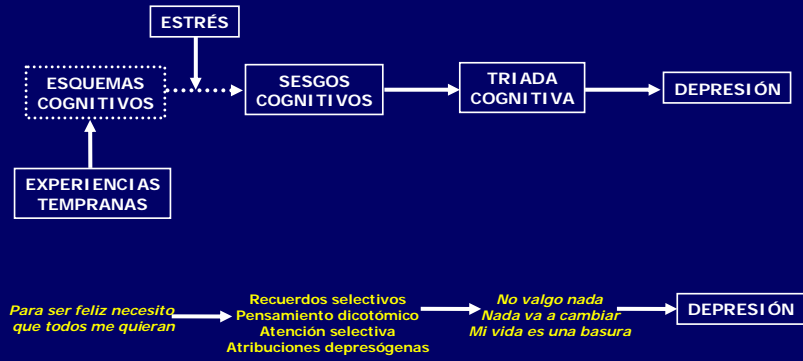 ESTRÉS
ESQUEMAS
COGNITIVOS
SESGOS
COGNITIVOS
TRIADA
COGNITIVA
DEPRESIÓN
EXPERIENCIAS
TEMPRANAS
Para ser feliz necesito
que todos me quieran
Recuerdos selectivos
Pensamiento dicotómico
Atención selectiva
Atribuciones depresógenas
No valgo nada
Nada va a cambiar
Mi vida es una basura
DEPRESIÓN